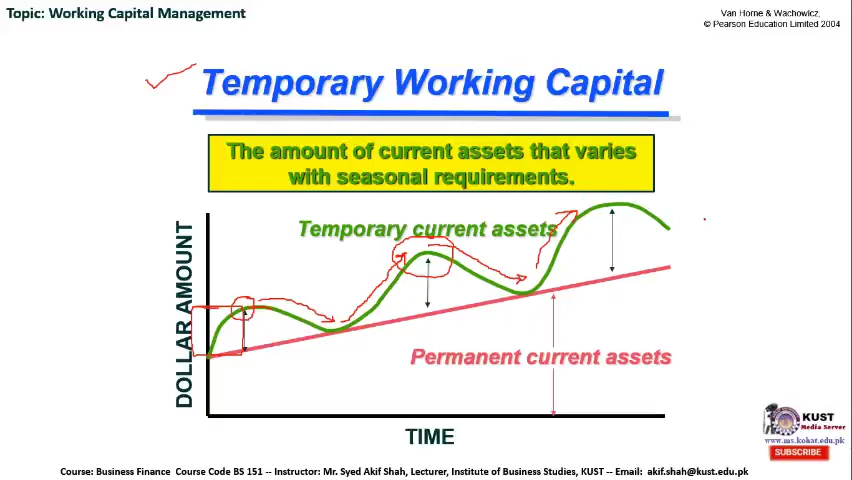 Topic: Working Capital Management
Van Horne & Wachowicz,
© Pearson Education Limited 2004
Temporary Working Capital
The amount of current assets that varies
with seasonal requirements.
Temporary current assets
DOLLAR AMOUNT
Permanent current assets
TIME
KUST
Media Server
www.ms.kohat.edu.pk
SUBSCRIBE
Course: Business Finance Course Code BS 151 -- Instructor: Mr. Syed Akif Shah, Lecturer, Institute of Business Studies, KUST -- Email: akif.shah@kust.edu.pk